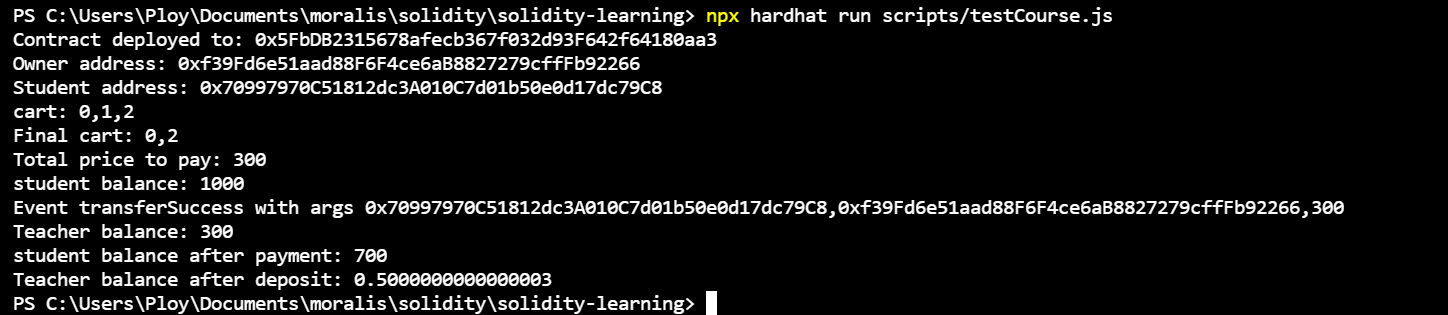 PS C:\Users\Ploy\Documents\moralis\solidity\solidity-learning> npx hardhat run scripts/testCourse.js
Contract deployed to: 0x5FbDB2315678afecb367f032d93F642f64180aa3
Owner address: 0xf39Fd6e51aad88F6F4ce6aB8827279cffFb92266
Student address: 0x70997970C51812dc3A010C7d01b50e0d17dc79C8
cart: 0,1,2
Final cart: 0,2
Total price to pay: 300
student balance: 1000
Event transferSuccess with args 0x70997970C51812dc3A010C7d01b50e0d17dc79C8,0xf39Fd6e51aad88F6F4ce6aB8827279cffFb92266,300
Teacher balance: 300
student balance after payment: 700
Teacher balance after deposit: 0.5000000000000003
PS C:\Users\Ploy\Documents\moralis\solidity\solidity-learning>